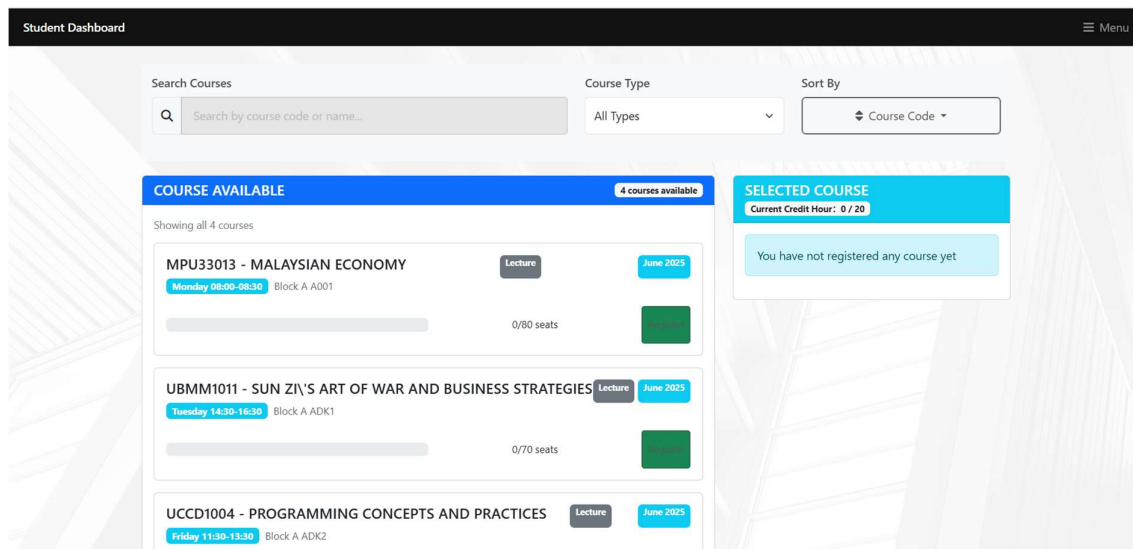 Student Dashboard
Menu
Search Courses
Course Type
Sort By
Search by course code or name...
All Types
Course Code
COURSE AVAILABLE
4 courses available
Showing all 4 courses
MPU33013 - MALAYSIAN ECONOMY
Lecture
June 2025
Monday 08:00-08:30
Block A A001
0/80 seats
Register
UBMM1011 - SUN ZI\'S ART OF WAR AND BUSINESS STRATEGIES
Lecture
June 2025
Tuesday 14:30-16:30
Block A ADK1
0/70 seats
Register
UCCD1004 - PROGRAMMING CONCEPTS AND PRACTICES
Lecture
June 2025
Friday 11:30-13:30
Block A ADK2
SELECTED COURSE
Current Credit Hour: 0 / 20
You have not registered any course yet